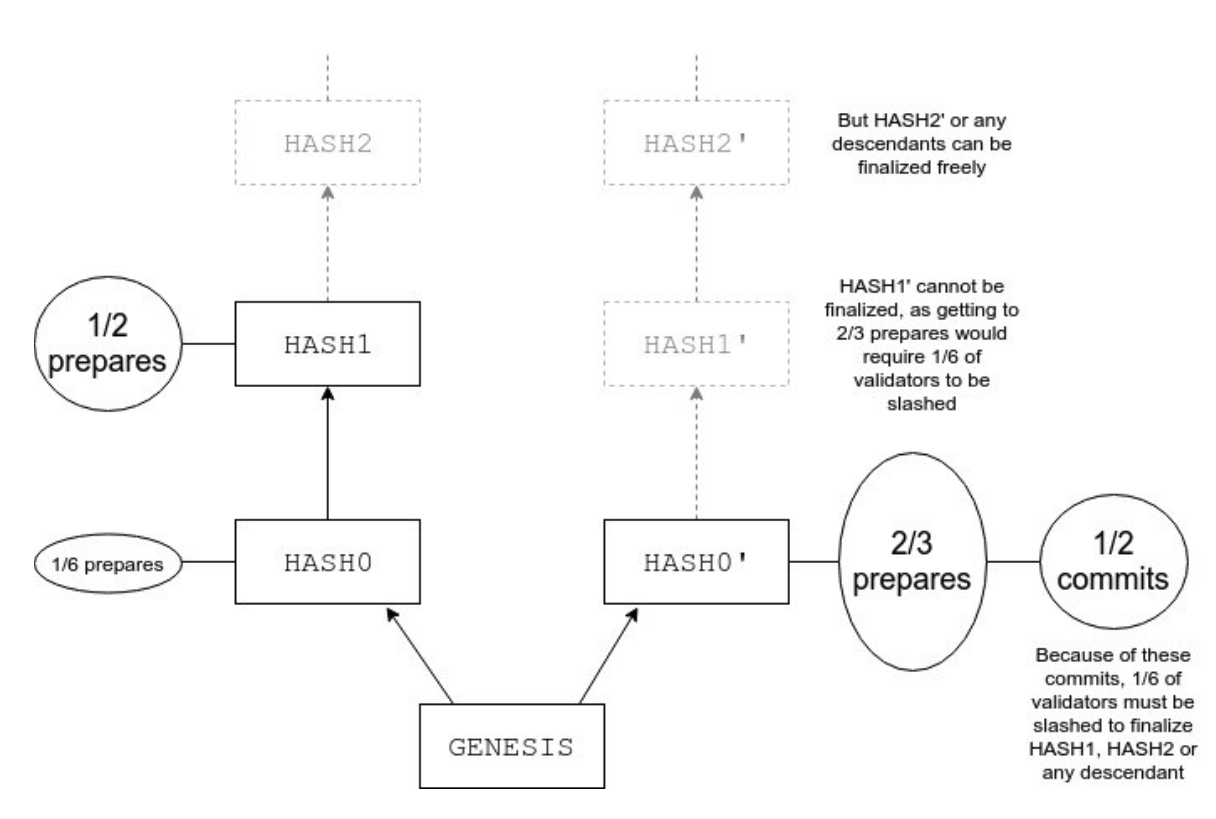 HASH2
HASH2'
But HASH2' or any
descendants can be
finalized freely
1/2
prepares
HASH1
HASH1'
HASH1' cannot be
finalized, as getting to
2/3 prepares would
require 1/6 of
validators to be
slashed
1/6 prepares
HASH0
HASH0'
2/3
prepares
1/2
commits
Because of these
commits, 1/6 of
validators must be
slashed to finalize
HASH1, HASH2 or
any descendant
GENESIS